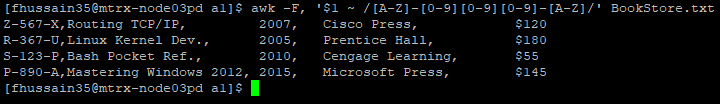 [fhussain35@mtrx-node03pd a1]$ awk -F, '$1 ~ /[A-Z]-[0-9][0-9][0-9]-[A-Z]/' BookStore.txt
Z-567-X,Routing TCP/IP,          2007,   Cisco Press,             $120
R-367-U,Linux Kernel Dev.,       2005,   Prentice Hall,           $180
S-123-P,Bash Pocket Ref.,        2010,   Cengage Learning,        $55
P-890-A,Mastering Windows 2012, 2015,   Microsoft Press,         $145
[fhussain35@mtrx-node03pd a1]$